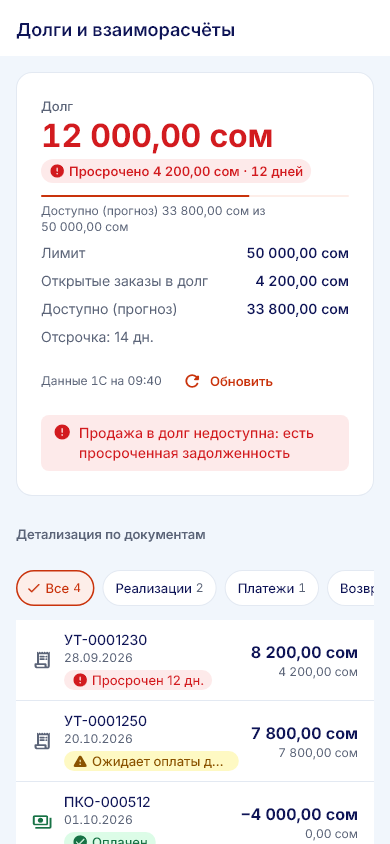 Долги и взаиморасчёты
Долг
12 000,00 сом
Просрочено 4 200,00 сом · 12 дней
Доступно (прогноз) 33 800,00 сом из
50 000,00 сом
Лимит 50 000,00 сом
Открытые заказы в долг 4 200,00 сом
Доступно (прогноз) 33 800,00 сом
Отсрочка: 14 дн.
Данные 1С на 09:40 Обновить
Продажа в долг недоступна: есть
просроченная задолженность
Детализация по документам
Все 4 Реализации 2 Платежи 1 Возвр
УТ-0001230
28.09.2026
Просрочен 12 дн.
8 200,00 сом
4 200,00 сом
УТ-0001250
20.10.2026
Ожидает оплаты д...
7 800,00 сом
7 800,00 сом
ПКО-000512
01.10.2026
Оплачен
−4 000,00 сом
0,00 сом